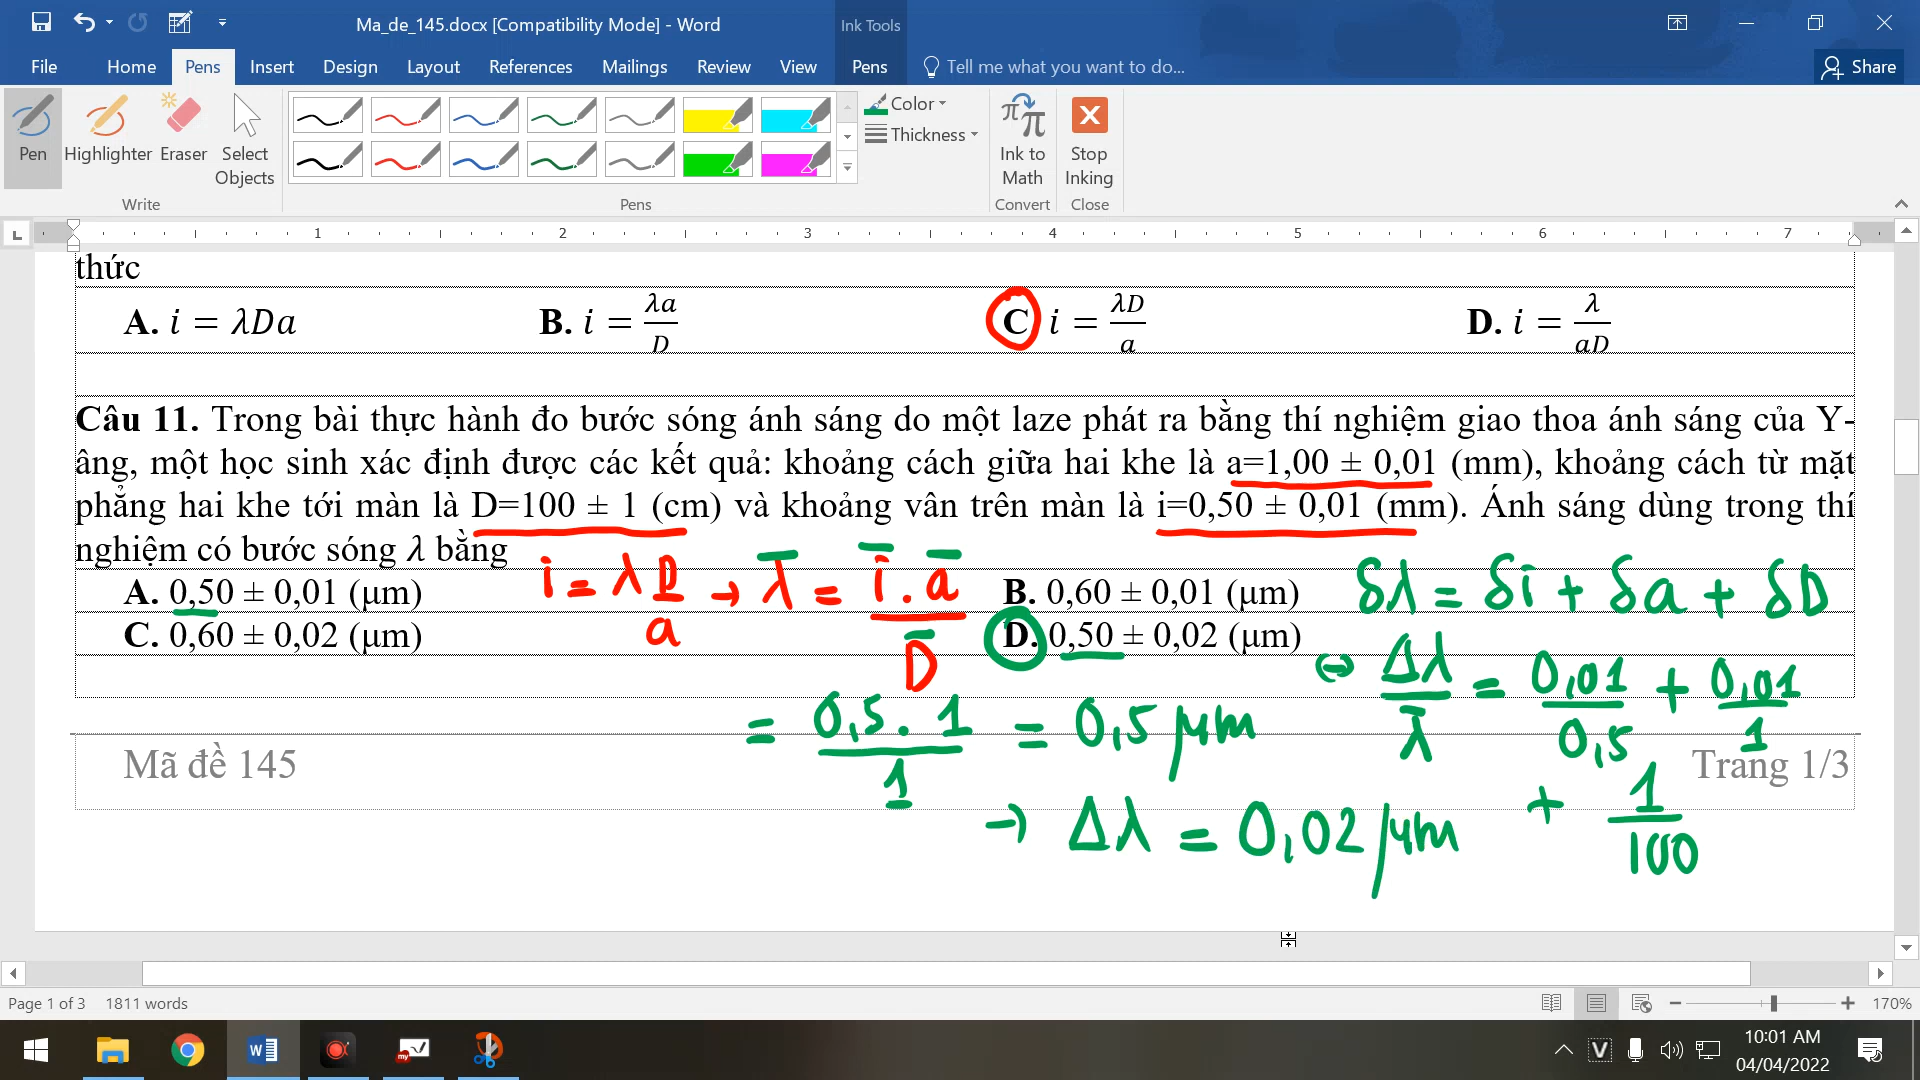 Ma_de_145.docx [Compatibility Mode] - Word
Ink Tools
File Home Pens Insert Design Layout References Mailings Review View Pens Tell me what you want to do... Share
Pen Highlighter Eraser Select Objects
Color
Thickness
Ink to Math
Stop Inking
Write Pens Convert Close
1 2 3 4 5 6 7
thức
A. i = λDa B. i = λa/D C i = λD/a D. i = λ/aD
Câu 11. Trong bài thực hành đo bước sóng ánh sáng do một laze phát ra bằng thí nghiệm giao thoa ánh sáng của Y-
âng, một học sinh xác định được các kết quả: khoảng cách giữa hai khe là a=1,00 ± 0,01 (mm), khoảng cách từ mặt
phẳng hai khe tới màn là D=100 ± 1 (cm) và khoảng vân trên màn là i=0,50 ± 0,01 (mm). Ánh sáng dùng trong thí
nghiệm có bước sóng λ bằng
A. 0,50 ± 0,01 (μm) B. 0,60 ± 0,01 (μm)
C. 0,60 ± 0,02 (μm) D. 0,50 ± 0,02 (μm)
i = λ D/a → λ̄ = ī . ā / D̄
= 0,5 . 1 / 1 = 0,5 μm
δλ = δi + δa + δD
⇔ Δλ/λ̄ = 0,01/0,5 + 0,01/1
+ 1/100
→ Δλ = 0,02 μm
Mã đề 145 Trang 1/3
Page 1 of 3 1811 words 170%
10:01 AM
04/04/2022